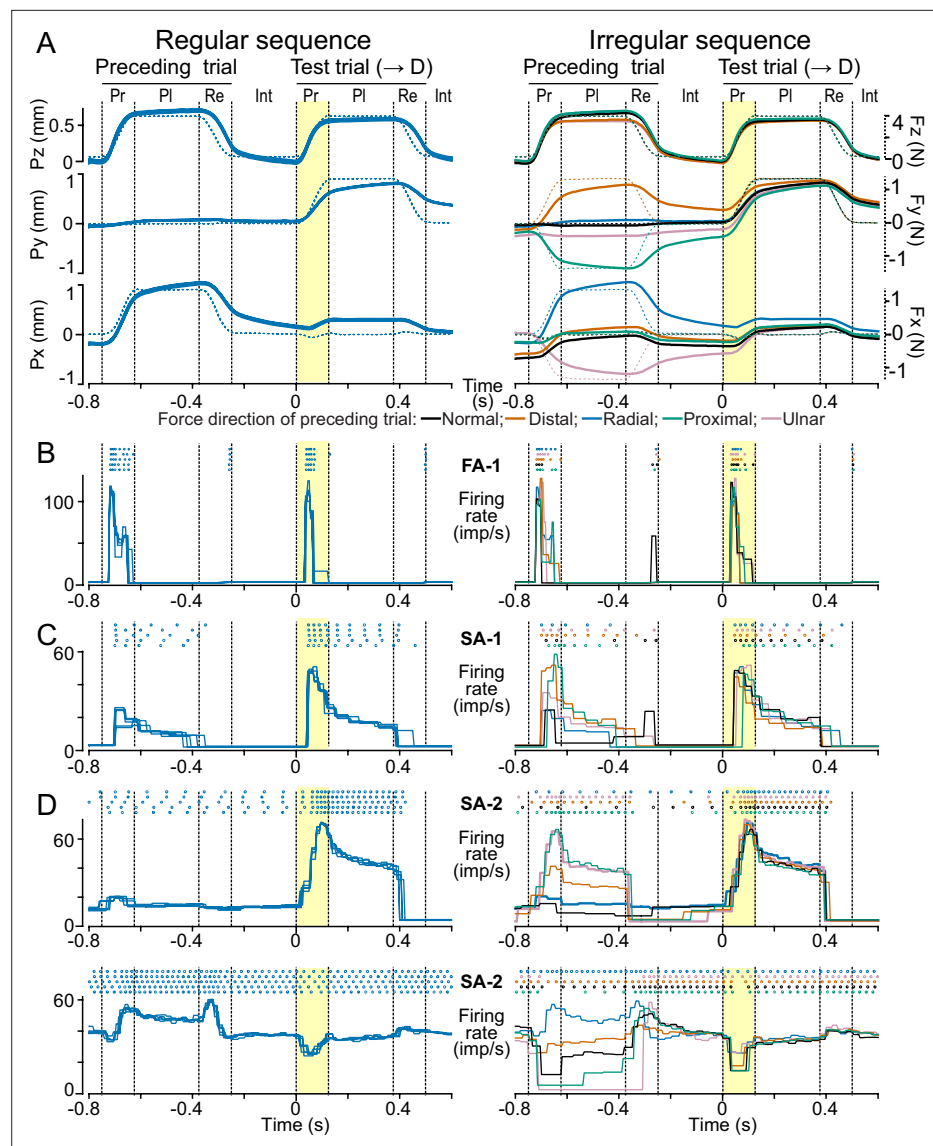 A
Regular sequence
Irregular sequence
Preceding trial
Test trial (→ D)
Preceding trial
Test trial (→ D)
Pr Pl Re Int Pr Pl Re Int
Pr Pl Re Int Pr Pl Re Int
Pz (mm)
0.5
0
Fz (N)
4
0
Py (mm)
1
0
-1
Fy (N)
1
0
-1
Px (mm)
1
0
-1
Fx (N)
1
0
-1
-0.8 -0.4 0 0.4
Time (s)
-0.8 -0.4 0 0.4
Force direction of preceding trial: Normal; Distal; Radial; Proximal; Ulnar
B
FA-1
Firing rate (imp/s)
100
0
-0.8 -0.4 0 0.4
-0.8 -0.4 0 0.4
C
SA-1
Firing rate (imp/s)
60
0
-0.8 -0.4 0 0.4
-0.8 -0.4 0 0.4
D
SA-2
Firing rate (imp/s)
60
0
-0.8 -0.4 0 0.4
-0.8 -0.4 0 0.4
SA-2
Firing rate (imp/s)
60
0
-0.8 -0.4 0 0.4
-0.8 -0.4 0 0.4
Time (s)
Time (s)